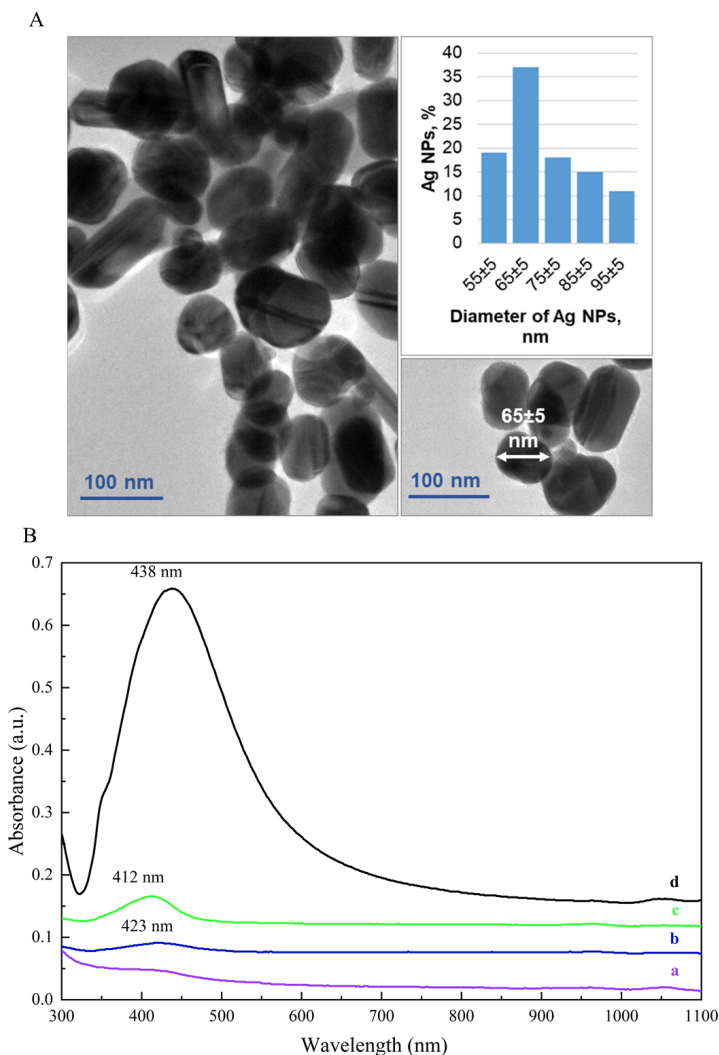 A
40
35
30
25
20
15
10
5
0
Ag NPs, %
55±5
65±5
75±5
85±5
95±5
Diameter of Ag NPs,
nm
100 nm
65±5
nm
100 nm
B
0.7
0.6
0.5
0.4
0.3
0.2
0.1
0.0
Absorbance (a.u.)
438 nm
412 nm
423 nm
d
c
b
a
300 400 500 600 700 800 900 1000 1100
Wavelength (nm)